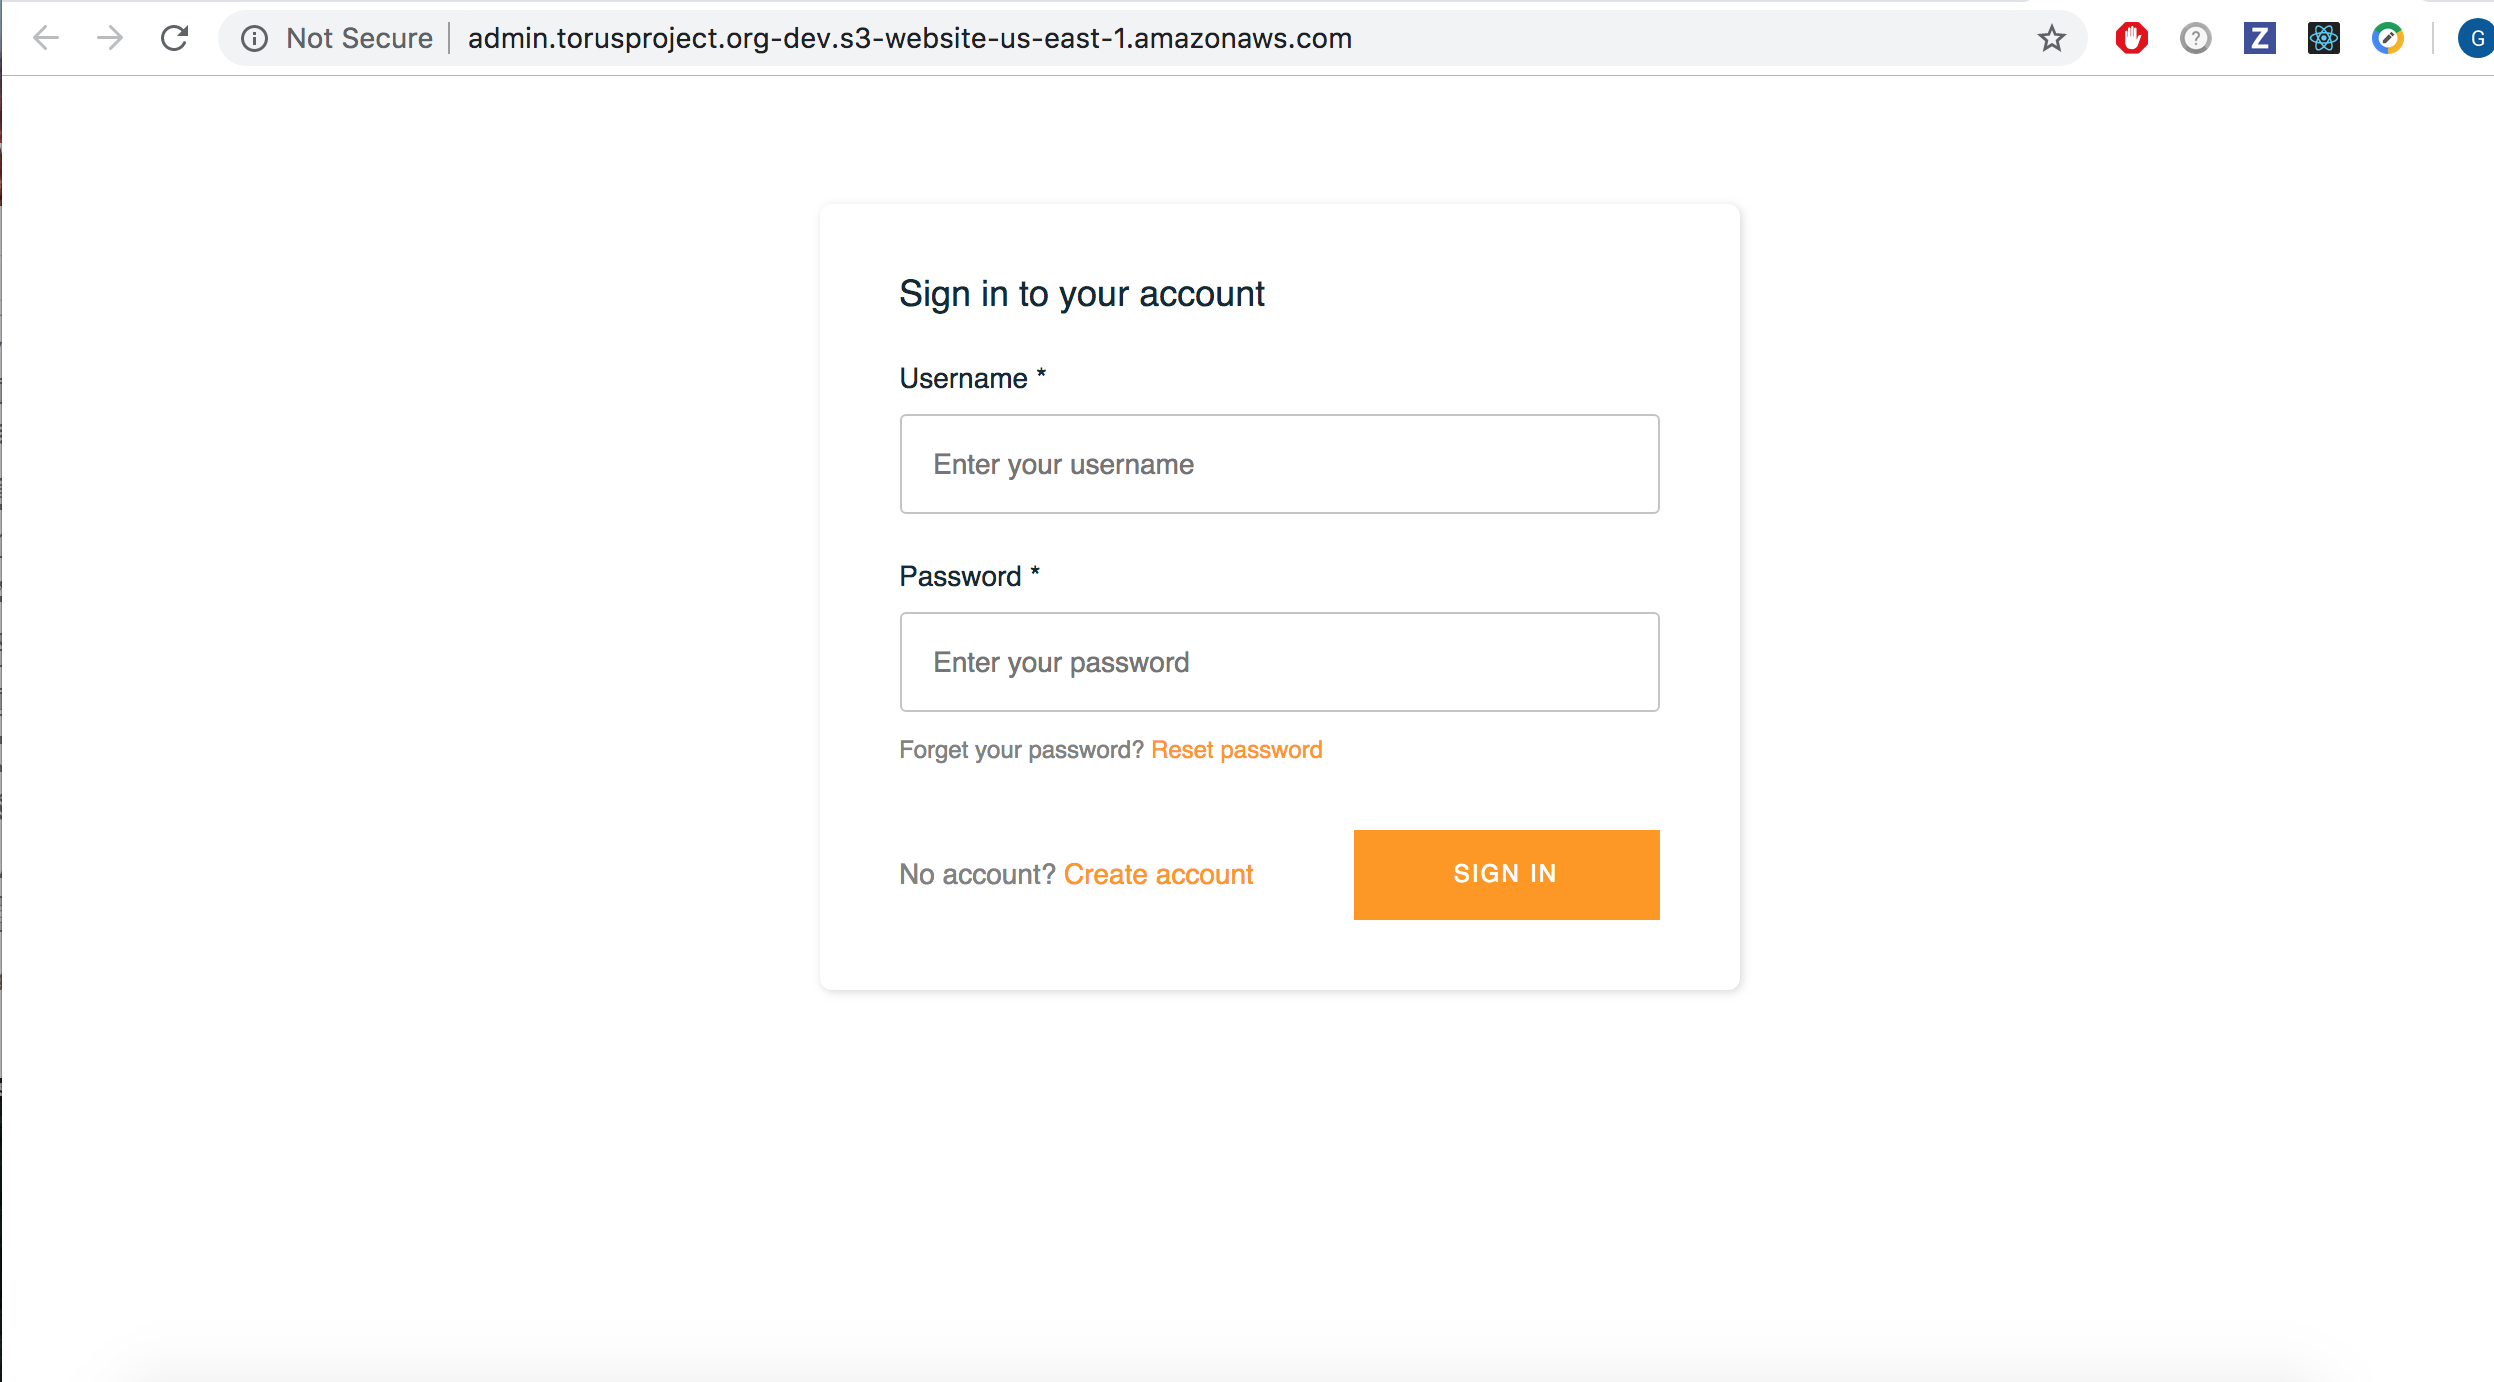 Not Secure admin.torusproject.org-dev.s3-website-us-east-1.amazonaws.com ? Z G
Sign in to your account
Username *
Enter your username
Password *
Enter your password
Forget your password? Reset password
No account? Create account SIGN IN